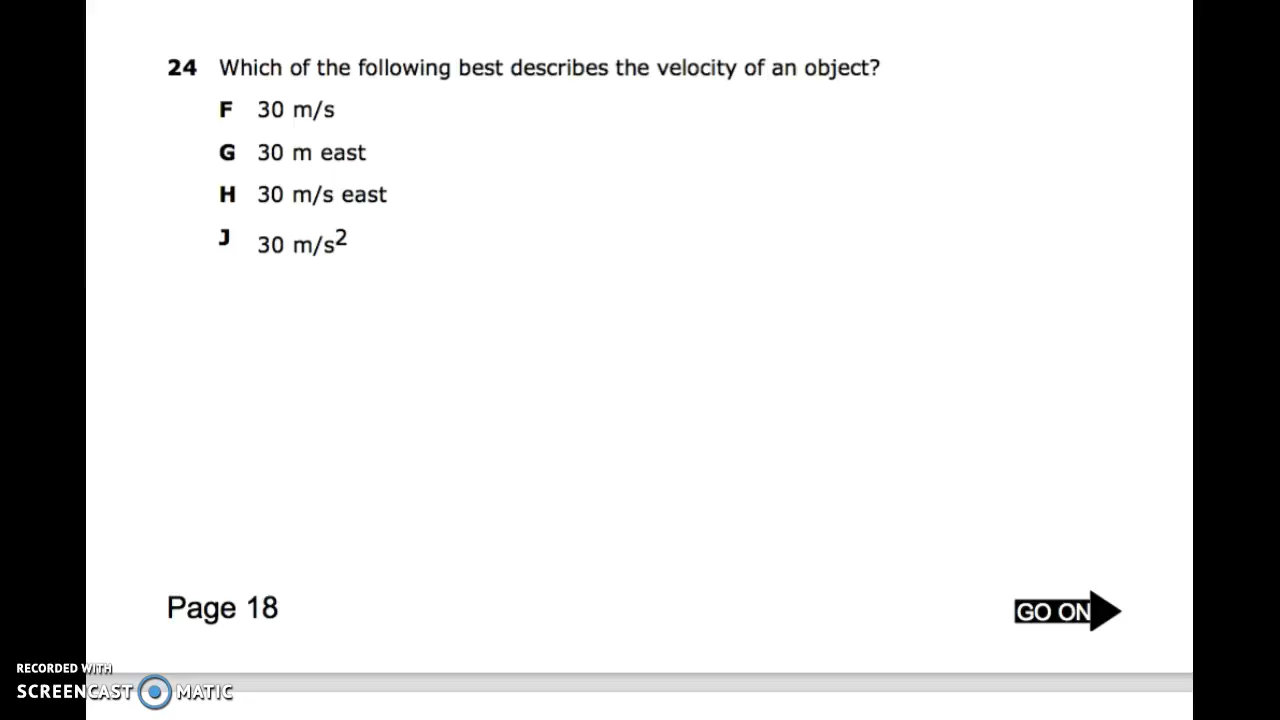 24 Which of the following best describes the velocity of an object?
F 30 m/s
G 30 m east
H 30 m/s east
J 30 m/s²
Page 18
GO ON
RECORDED WITH
SCREENCAST MATIC